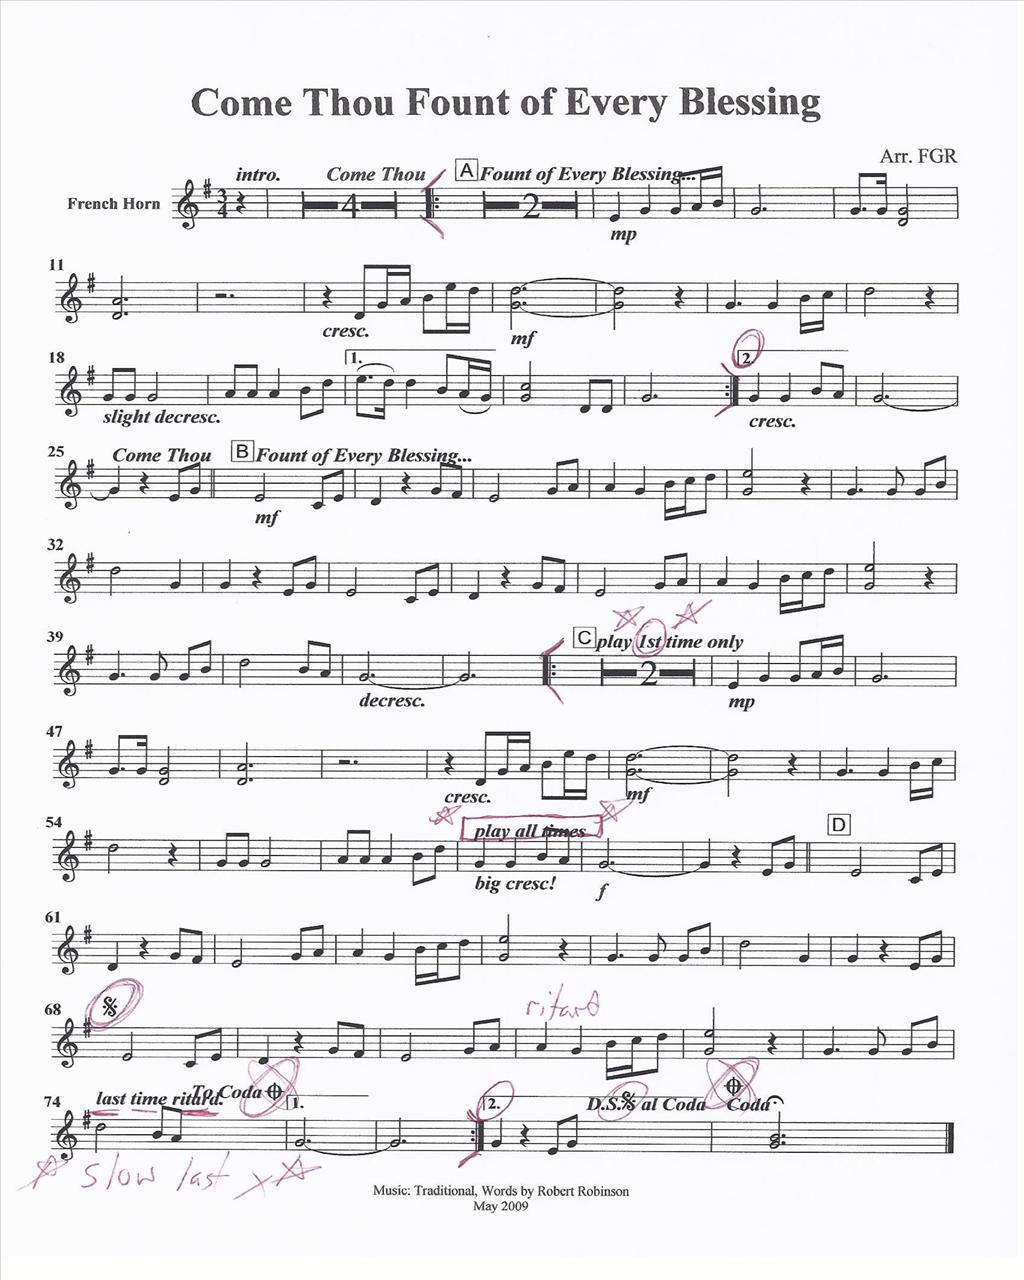 Come Thou Fount of Every Blessing
Arr. FGR
intro. Come Thou A Fount of Every Blessing...
French Horn 3/4 4 2
mp
11
cresc. mf
18 1. 2.
slight decresc. cresc.
25 Come Thou B Fount of Every Blessing...
mf
32
39 C play 1st time only
2
decresc. mp
47
cresc. mf
54 play all times D
big cresc! f
61
68 ritard
74 last time ritard. To Coda 1. 2. D.S. al Coda Coda
slow last x
Music: Traditional, Words by Robert Robinson
May 2009